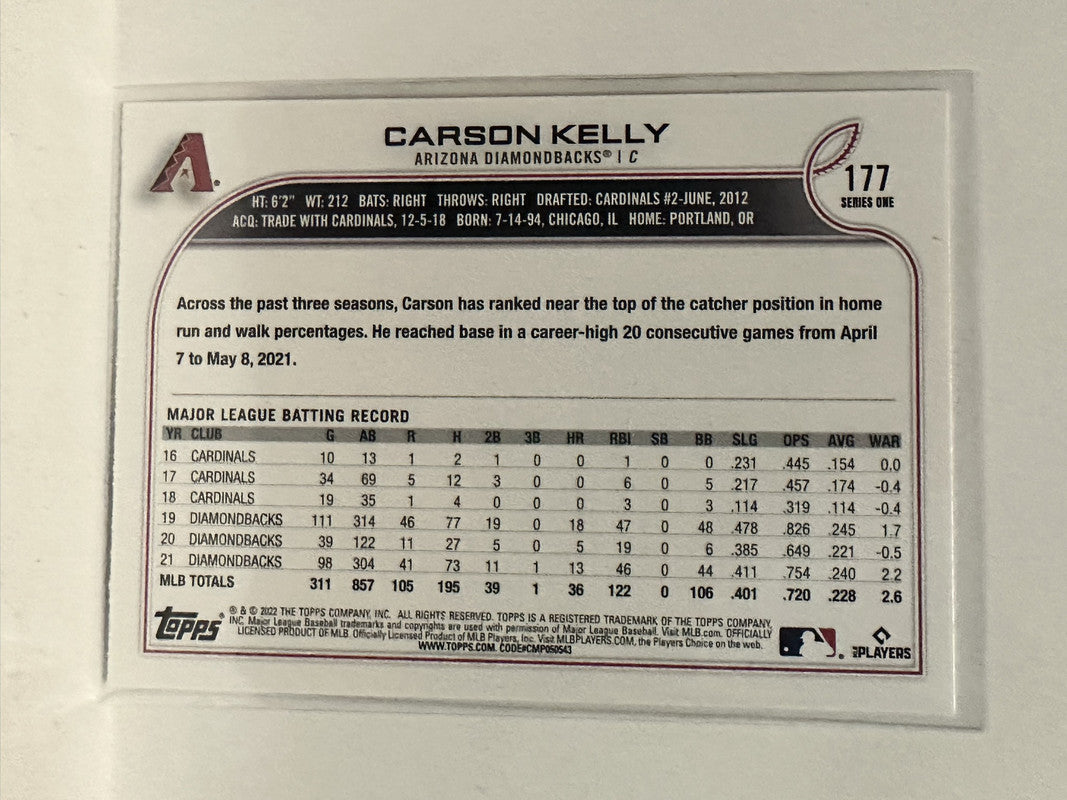 CARSON KELLY
ARIZONA DIAMONDBACKS® | C
177
SERIES ONE
HT: 6'2" WT: 212 BATS: RIGHT THROWS: RIGHT DRAFTED: CARDINALS #2-JUNE, 2012
ACQ: TRADE WITH CARDINALS, 12-5-18 BORN: 7-14-94, CHICAGO, IL HOME: PORTLAND, OR
Across the past three seasons, Carson has ranked near the top of the catcher position in home
run and walk percentages. He reached base in a career-high 20 consecutive games from April
7 to May 8, 2021.
MAJOR LEAGUE BATTING RECORD
YR CLUB G AB R H 2B 3B HR RBI SB BB SLG OPS AVG WAR
16 CARDINALS 10 13 1 2 1 0 0 1 0 0 .231 .445 .154 0.0
17 CARDINALS 34 69 5 12 3 0 0 6 0 5 .217 .457 .174 -0.4
18 CARDINALS 19 35 1 4 0 0 0 3 0 3 .114 .319 .114 -0.4
19 DIAMONDBACKS 111 314 46 77 19 0 18 47 0 48 .478 .826 .245 1.7
20 DIAMONDBACKS 39 122 11 27 5 0 5 19 0 6 .385 .649 .221 -0.5
21 DIAMONDBACKS 98 304 41 73 11 1 13 46 0 44 .411 .754 .240 2.2
MLB TOTALS 311 857 105 195 39 1 36 122 0 106 .401 .720 .228 2.6
Topps
® & © 2022 THE TOPPS COMPANY, INC. ALL RIGHTS RESERVED. TOPPS IS A REGISTERED TRADEMARK OF THE TOPPS COMPANY,
INC. Major League Baseball trademarks and copyrights are used with permission of Major League Baseball. Visit MLB.com. OFFICIALLY
LICENSED PRODUCT OF MLB. Officially Licensed Product of MLB Players, Inc. Visit MLBPLAYERS.COM, the Players Choice on the web.
WWW.TOPPS.COM. CODE#CMP050543
PLAYERS